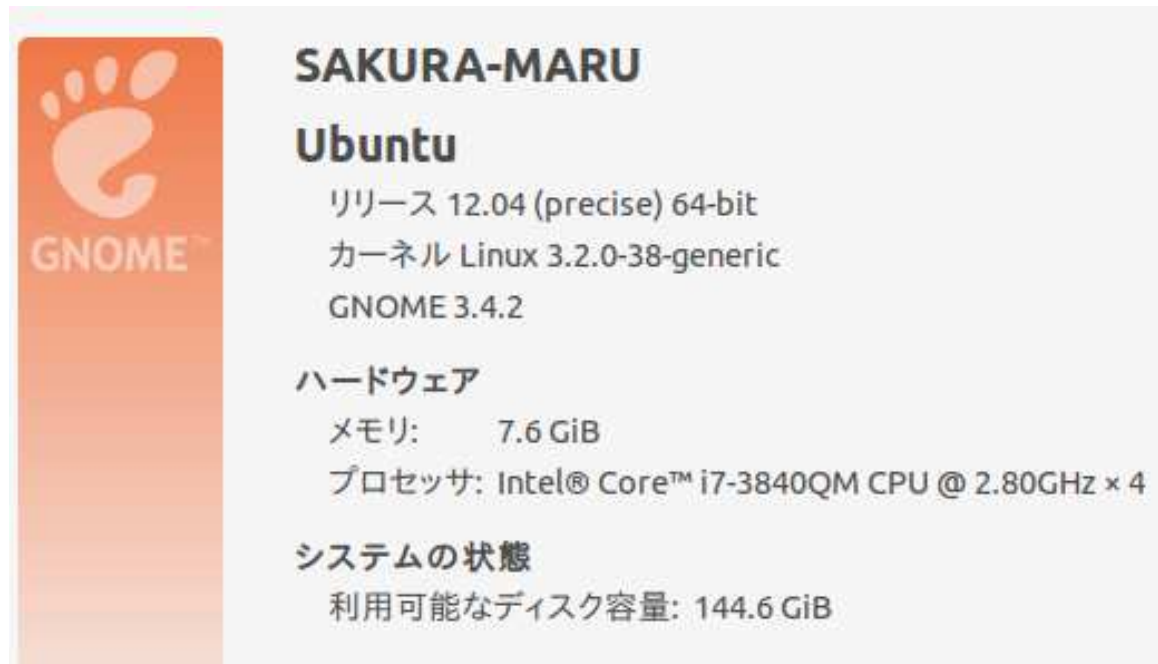 GNOME™
SAKURA-MARU
Ubuntu
リリース 12.04 (precise) 64-bit
カーネル Linux 3.2.0-38-generic
GNOME 3.4.2
ハードウェア
メモリ: 7.6 GiB
プロセッサ: Intel® Core™ i7-3840QM CPU @ 2.80GHz × 4
システムの状態
利用可能なディスク容量: 144.6 GiB